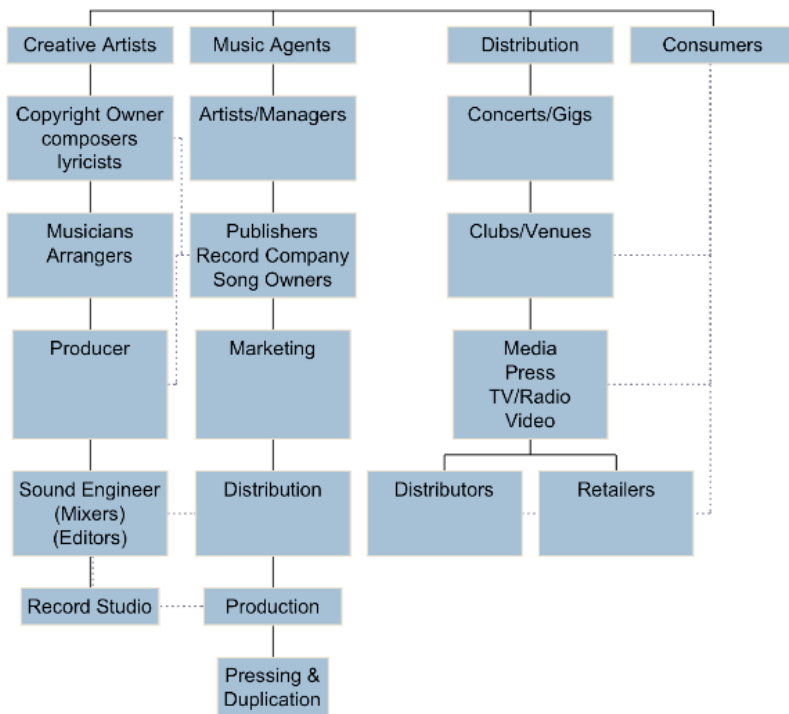 Creative Artists
Music Agents
Distribution
Consumers
Copyright Owner
composers
lyricists
Artists/Managers
Concerts/Gigs
Musicians
Arrangers
Publishers
Record Company
Song Owners
Clubs/Venues
Producer
Marketing
Media
Press
TV/Radio
Video
Sound Engineer
(Mixers)
(Editors)
Distribution
Distributors
Retailers
Record Studio
Production
Pressing &
Duplication